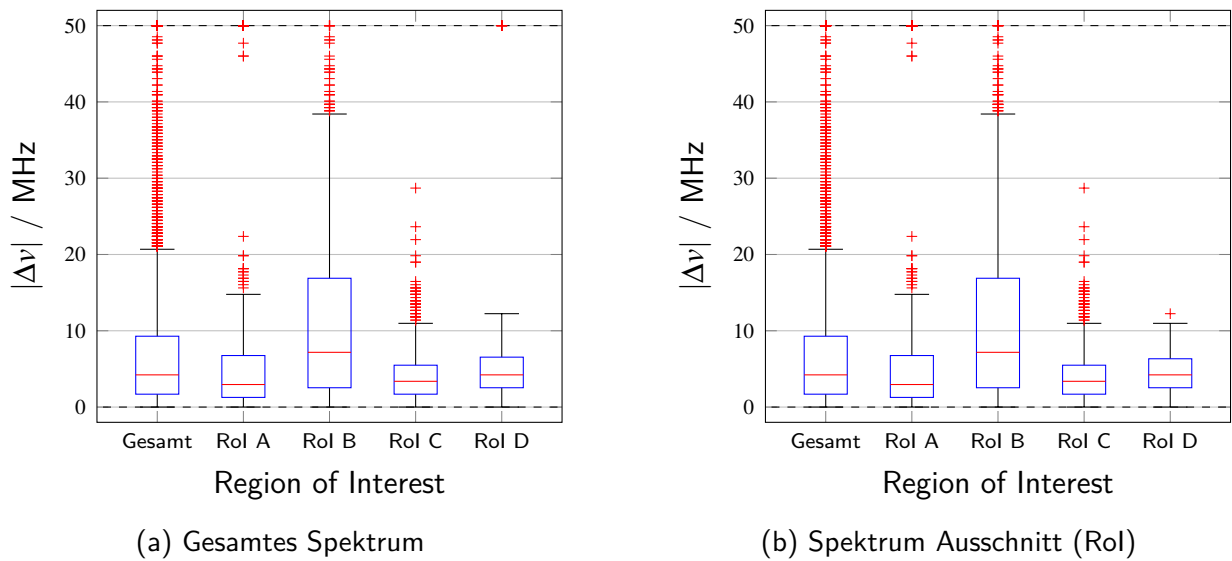 50
40
30
20
10
0
|Δν| / MHz
Gesamt RoI A RoI B RoI C RoI D
Region of Interest
(a) Gesamtes Spektrum
50
40
30
20
10
0
|Δν| / MHz
Gesamt RoI A RoI B RoI C RoI D
Region of Interest
(b) Spektrum Ausschnitt (RoI)